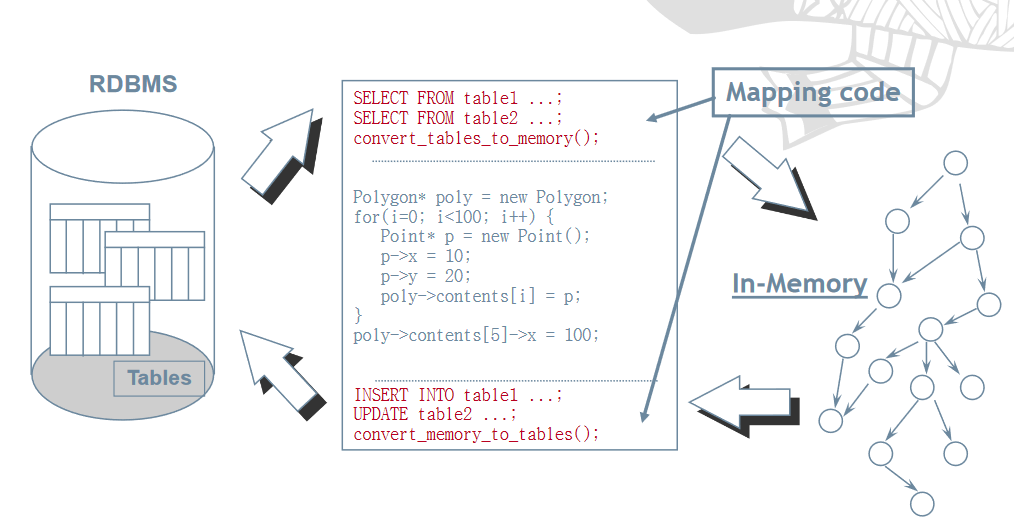 RDBMS
Tables
SELECT FROM table1 ...;
SELECT FROM table2 ...;
convert_tables_to_memory();
Polygon* poly = new Polygon;
for(i=0; i<100; i++) {
Point* p = new Point();
p->x = 10;
p->y = 20;
poly->contents[i] = p;
}
poly->contents[5]->x = 100;
INSERT INTO table1 ...;
UPDATE table2 ...;
convert_memory_to_tables();
Mapping code
In-Memory